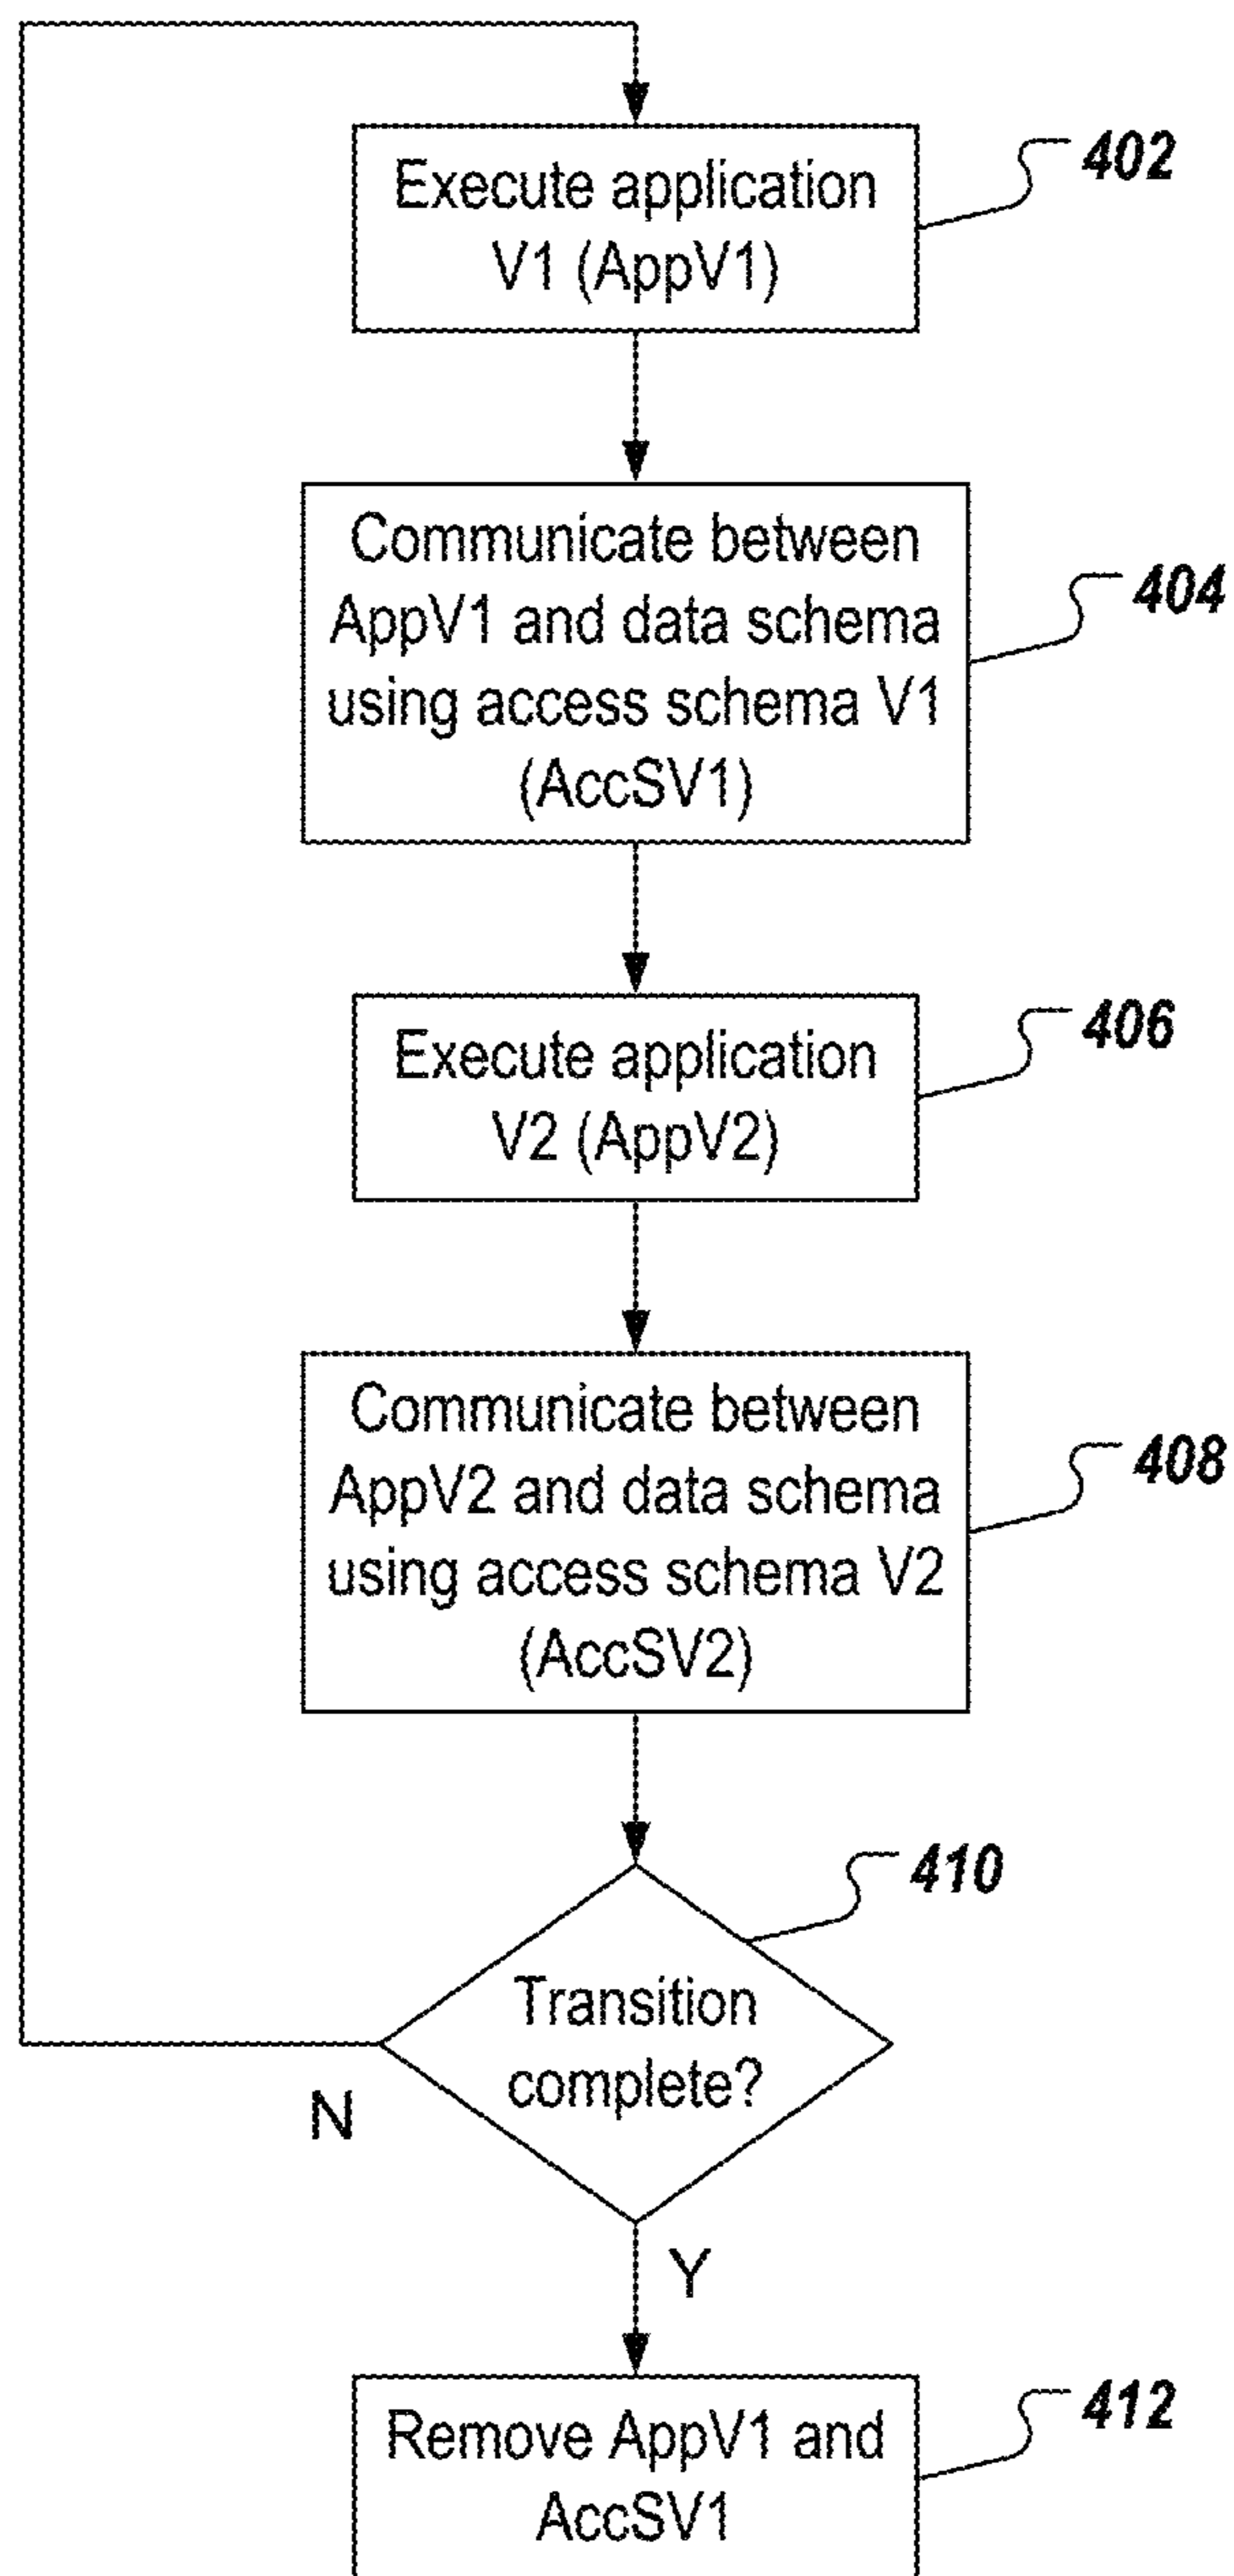 Execute application
V1 (AppV1)
402
Communicate between
AppV1 and data schema
using access schema V1
(AccSV1)
404
Execute application
V2 (AppV2)
406
Communicate between
AppV2 and data schema
using access schema V2
(AccSV2)
408
410
Transition
complete?
N
Y
Remove AppV1 and
AccSV1
412